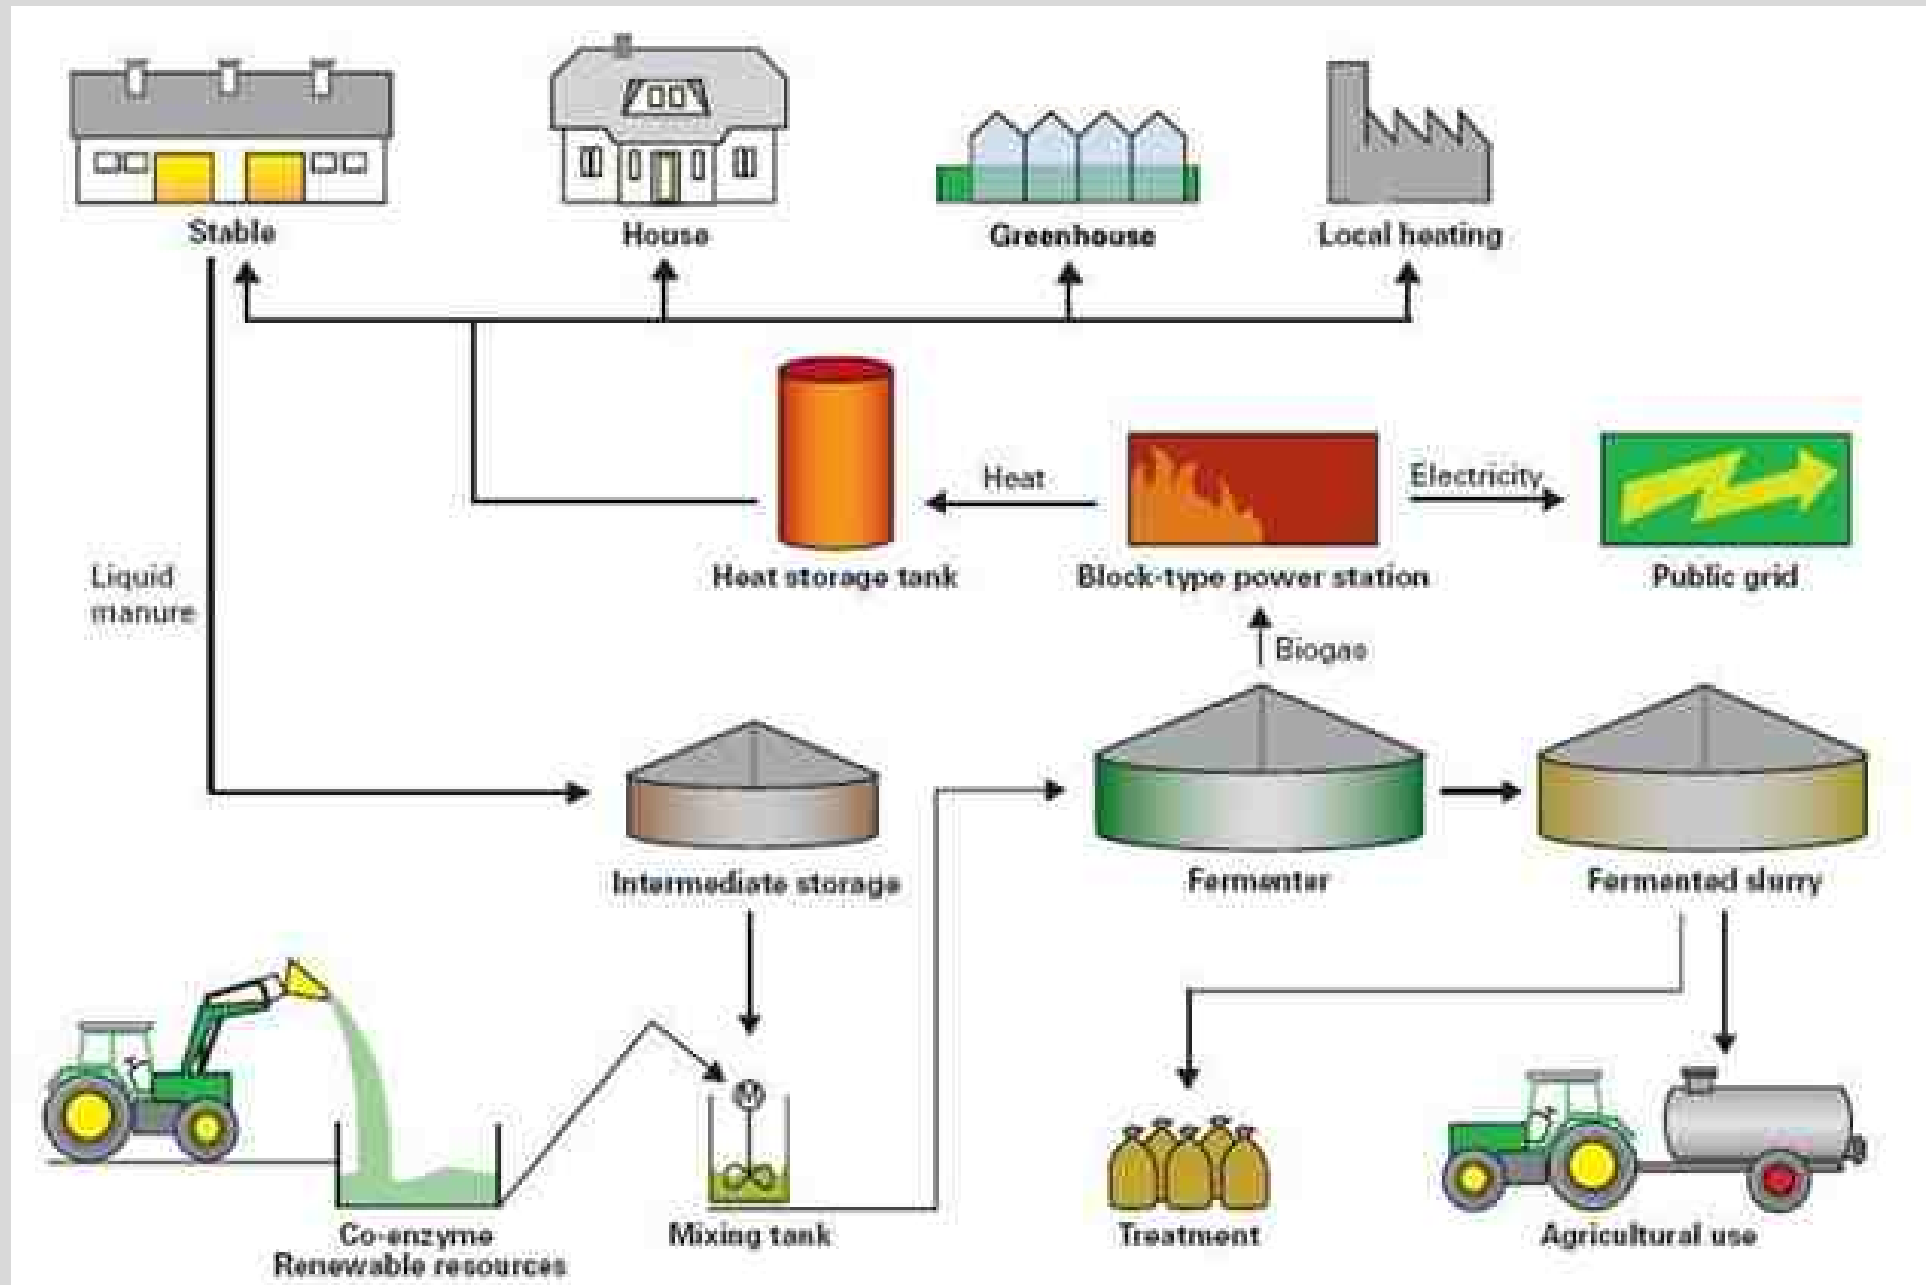 Stable
House
Greenhouse
Local heating
Heat
Electricity
Heat storage tank
Block-type power station
Public grid
Liquid
manure
Biogas
Intermediate storage
Fermenter
Fermented slurry
M
Co-enzyme
Renewable resources
Mixing tank
Treatment
Agricultural use